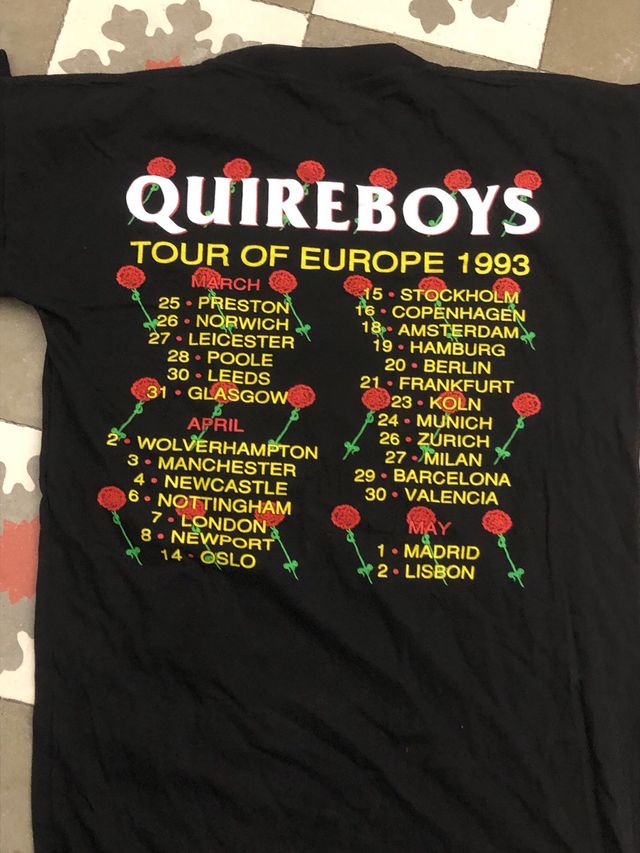 QUIREBOYS
TOUR OF EUROPE 1993
MARCH
25 • PRESTON
26 • NORWICH
27 • LEICESTER
28 • POOLE
30 • LEEDS
31 • GLASGOW
APRIL
2 • WOLVERHAMPTON
3 • MANCHESTER
4 • NEWCASTLE
6 • NOTTINGHAM
7 • LONDON
8 • NEWPORT
14 • OSLO
15 • STOCKHOLM
16 • COPENHAGEN
18 • AMSTERDAM
19 • HAMBURG
20 • BERLIN
21 • FRANKFURT
23 • KOLN
24 • MUNICH
26 • ZURICH
27 • MILAN
29 • BARCELONA
30 • VALENCIA
MAY
1 • MADRID
2 • LISBON